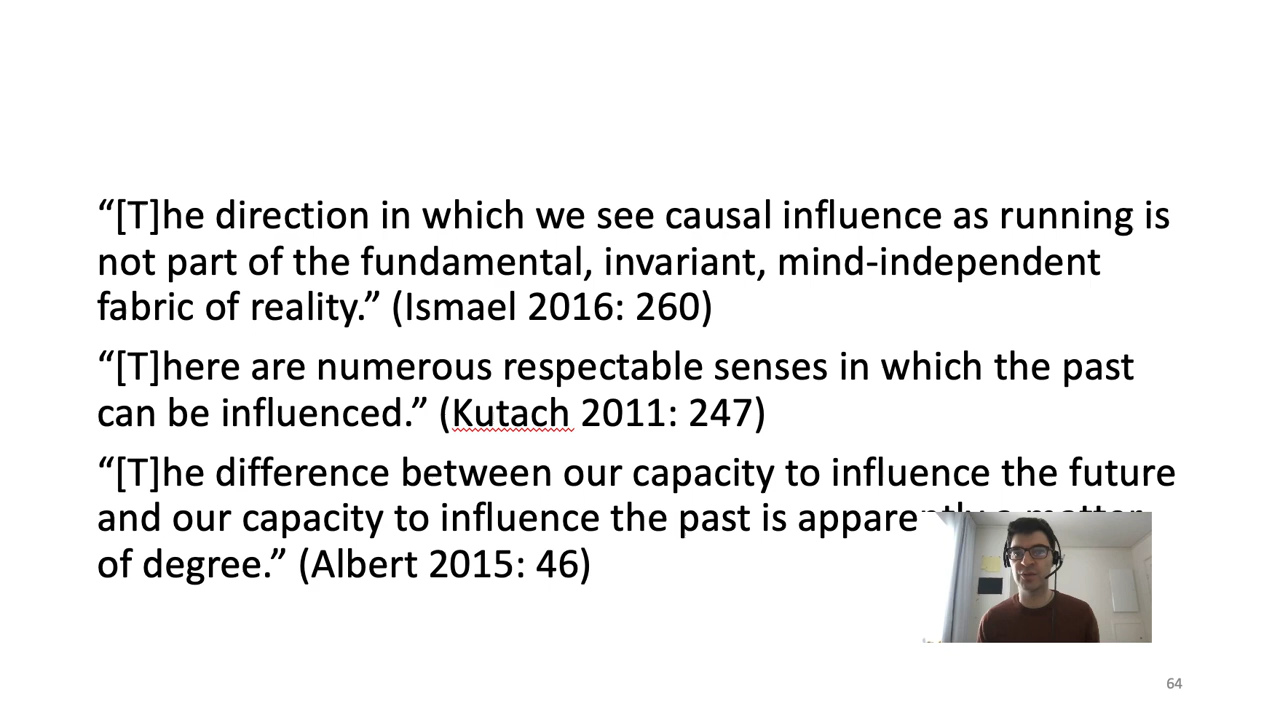 “[T]he direction in which we see causal influence as running is
not part of the fundamental, invariant, mind-independent
fabric of reality.” (Ismael 2016: 260)
“[T]here are numerous respectable senses in which the past
can be influenced.” (Kutach 2011: 247)
“[T]he difference between our capacity to influence the future
and our capacity to influence the past is apparently a matter
of degree.” (Albert 2015: 46)
64